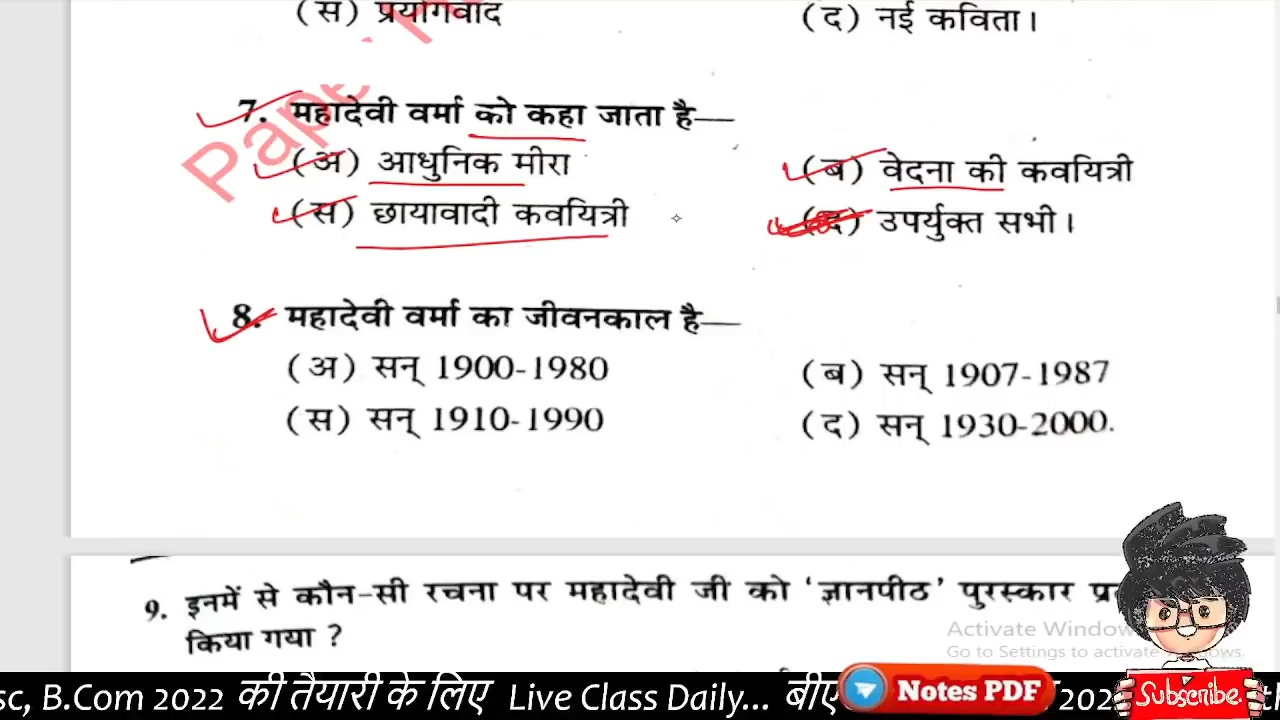 (स) प्रयोगवाद (द) नई कविता।
7. महादेवी वर्मा को कहा जाता है—
(अ) आधुनिक मीरा (ब) वेदना की कवयित्री
(स) छायावादी कवयित्री (द) उपर्युक्त सभी।
8. महादेवी वर्मा का जीवनकाल है—
(अ) सन् 1900-1980 (ब) सन् 1907-1987
(स) सन् 1910-1990 (द) सन् 1930-2000.
9. इनमें से कौन-सी रचना पर महादेवी जी को 'ज्ञानपीठ' पुरस्कार
किया गया ?
Activate Windows
Go to Settings to activate Windows.
B.Com 2022 की तैयारी के लिए Live Class Daily...
Notes PDF
Subscribe